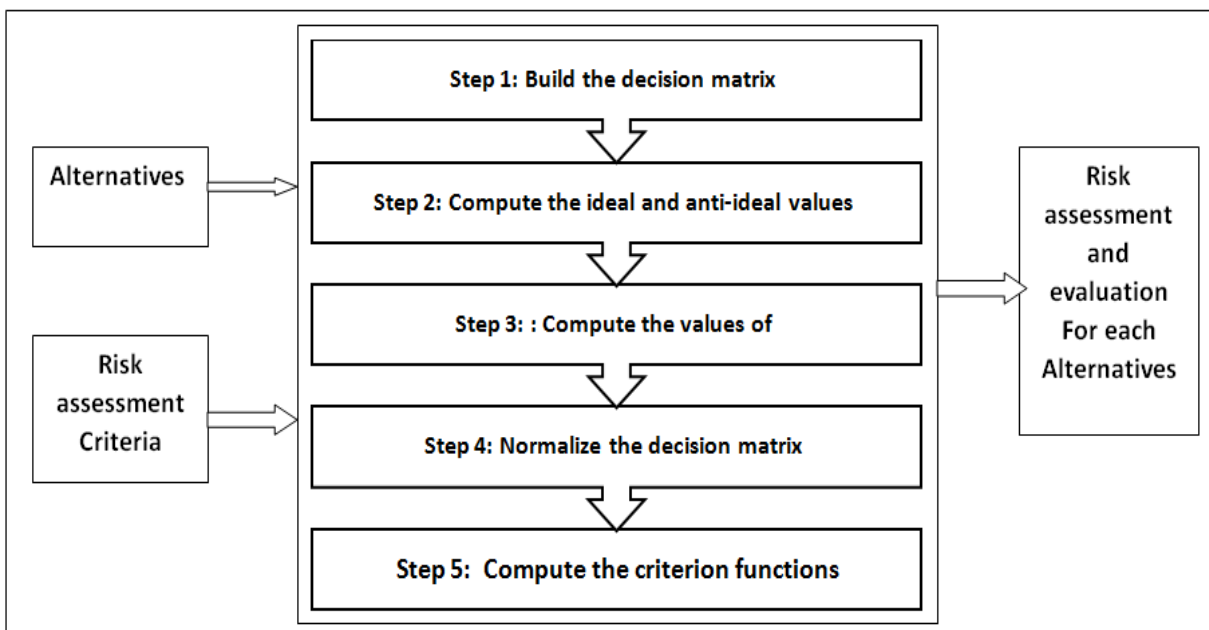 Step 1: Build the decision matrix
Alternatives
Step 2: Compute the ideal and anti-ideal values
Step 3: : Compute the values of
Risk
assessment
Criteria
Step 4: Normalize the decision matrix
Step 5: Compute the criterion functions
Risk
assessment
and
evaluation
For each
Alternatives